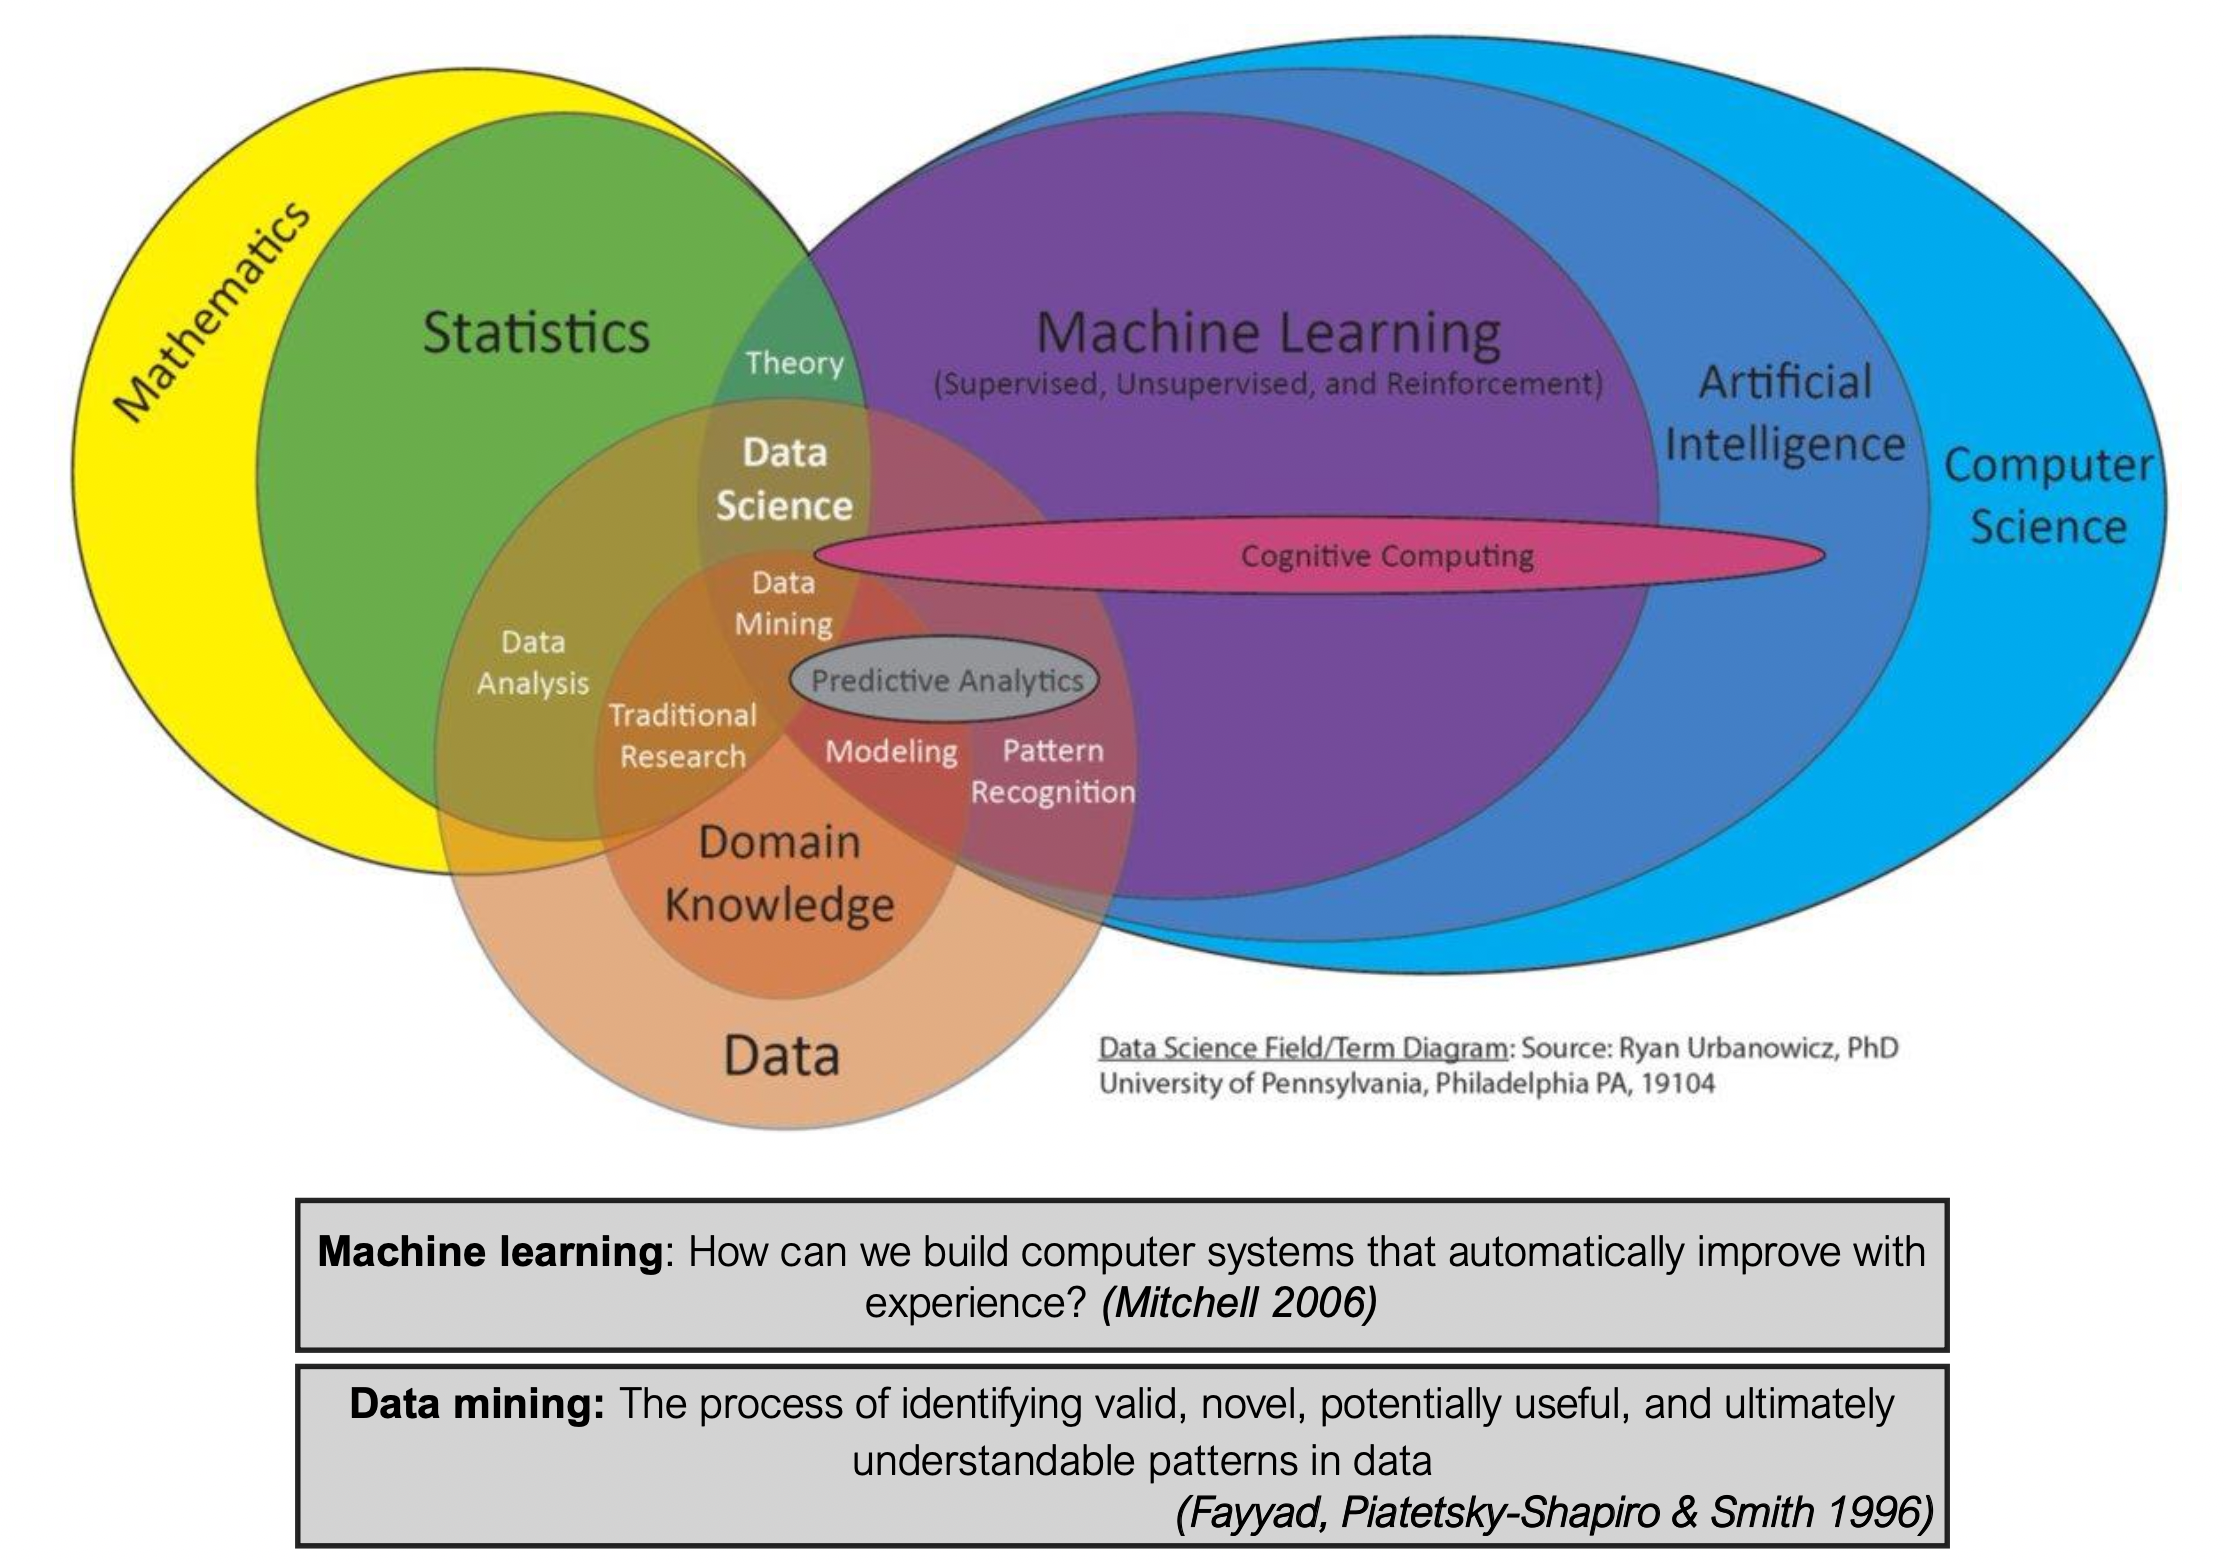 Mathematics
Statistics
Theory
Machine Learning
(Supervised, Unsupervised, and Reinforcement)
Artificial
Intelligence
Computer
Science
Data
Science
Cognitive Computing
Data
Mining
Data
Analysis
Predictive Analytics
Traditional
Research
Modeling
Pattern
Recognition
Domain
Knowledge
Data
Data Science Field/Term Diagram: Source: Ryan Urbanowicz, PhD
University of Pennsylvania, Philadelphia PA, 19104
Machine learning: How can we build computer systems that automatically improve with
experience? (Mitchell 2006)
Data mining: The process of identifying valid, novel, potentially useful, and ultimately
understandable patterns in data
(Fayyad, Piatetsky-Shapiro & Smith 1996)